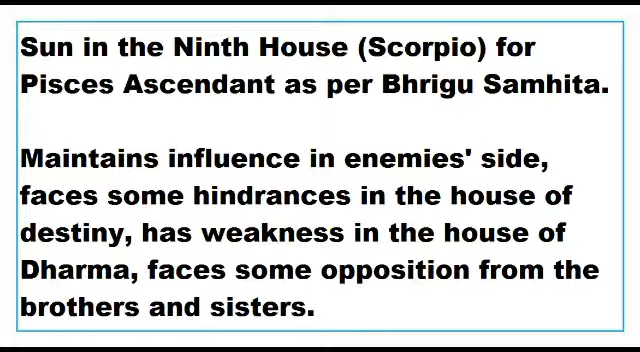 Sun in the Ninth House (Scorpio) for
Pisces Ascendant as per Bhrigu Samhita.
Maintains influence in enemies' side,
faces some hindrances in the house of
destiny, has weakness in the house of
Dharma, faces some opposition from the
brothers and sisters.